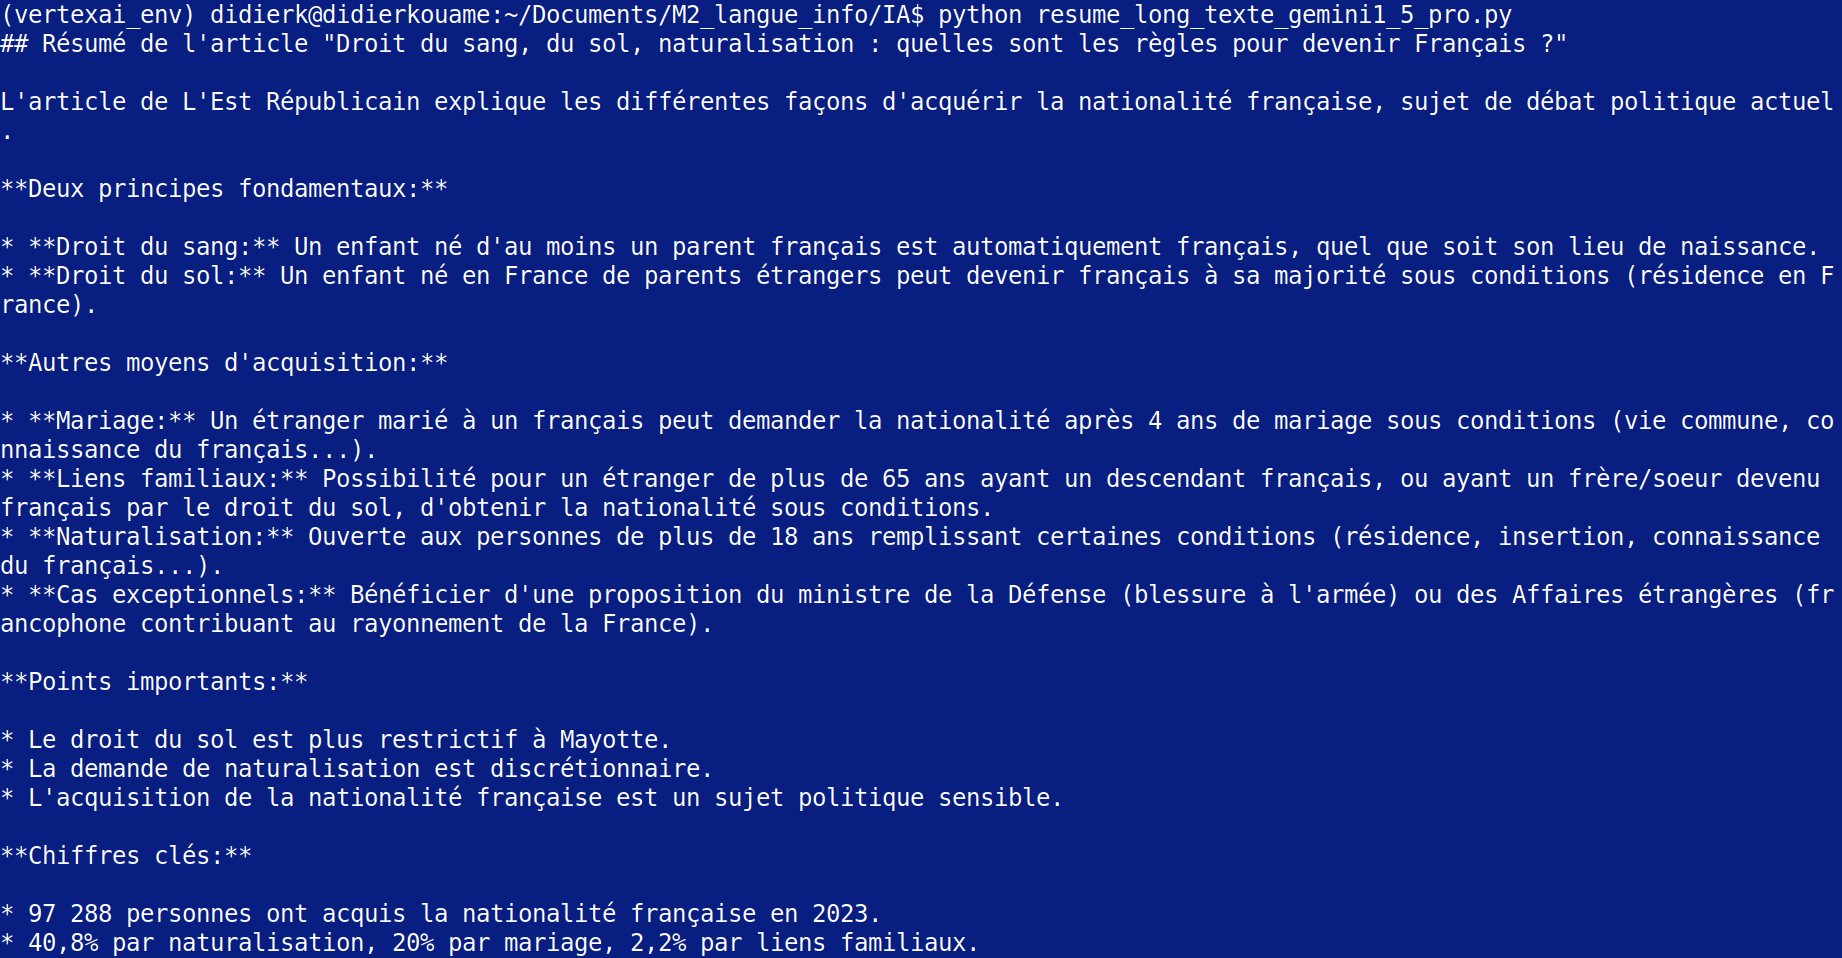 (vertexai_env) didierk@didierkouame:~/Documents/M2_langue_info/IA$ python resume_long_texte_gemini1_5_pro.py
## Résumé de l'article "Droit du sang, du sol, naturalisation : quelles sont les règles pour devenir Français ?"
L'article de L'Est Républicain explique les différentes façons d'acquérir la nationalité française, sujet de débat politique actuel
.
**Deux principes fondamentaux:**
* **Droit du sang:** Un enfant né d'au moins un parent français est automatiquement français, quel que soit son lieu de naissance.
* **Droit du sol:** Un enfant né en France de parents étrangers peut devenir français à sa majorité sous conditions (résidence en F
rance).
**Autres moyens d'acquisition:**
* **Mariage:** Un étranger marié à un français peut demander la nationalité après 4 ans de mariage sous conditions (vie commune, co
nnaissance du français...).
* **Liens familiaux:** Possibilité pour un étranger de plus de 65 ans ayant un descendant français, ou ayant un frère/soeur devenu
français par le droit du sol, d'obtenir la nationalité sous conditions.
* **Naturalisation:** Ouverte aux personnes de plus de 18 ans remplissant certaines conditions (résidence, insertion, connaissance
du français...).
* **Cas exceptionnels:** Bénéficier d'une proposition du ministre de la Défense (blessure à l'armée) ou des Affaires étrangères (fr
ancophone contribuant au rayonnement de la France).
**Points importants:**
* Le droit du sol est plus restrictif à Mayotte.
* La demande de naturalisation est discrétionnaire.
* L'acquisition de la nationalité française est un sujet politique sensible.
**Chiffres clés:**
* 97 288 personnes ont acquis la nationalité française en 2023.
* 40,8% par naturalisation, 20% par mariage, 2,2% par liens familiaux.